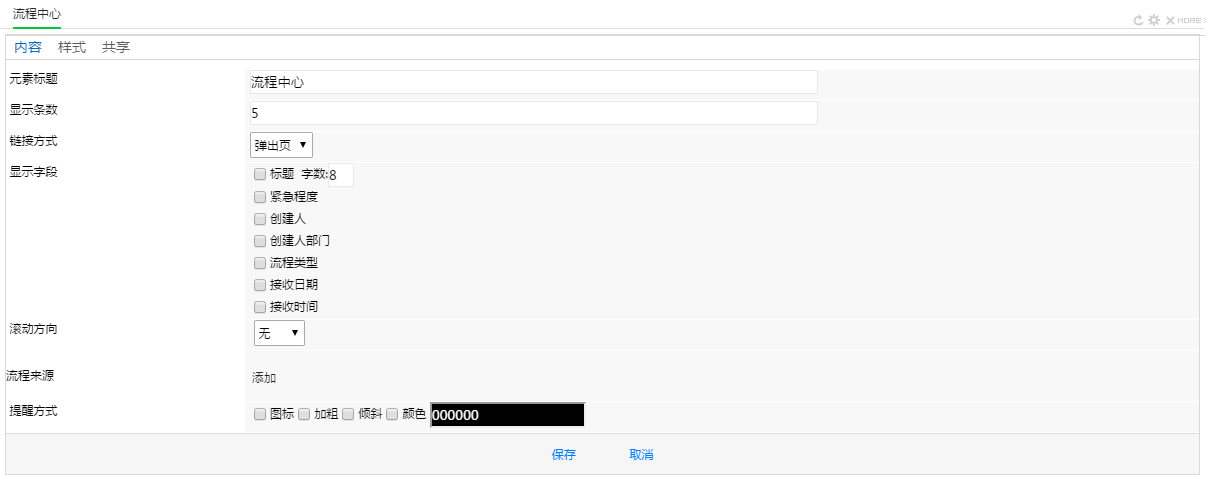 流程中心
MORE
内容 样式 共享
元素标题 流程中心
显示条数 5
链接方式 弹出页
显示字段 标题 字数:8
紧急程度
创建人
创建人部门
流程类型
接收日期
接收时间
滚动方向 无
流程来源 添加
提醒方式 图标 加粗 倾斜 颜色 000000
保存 取消